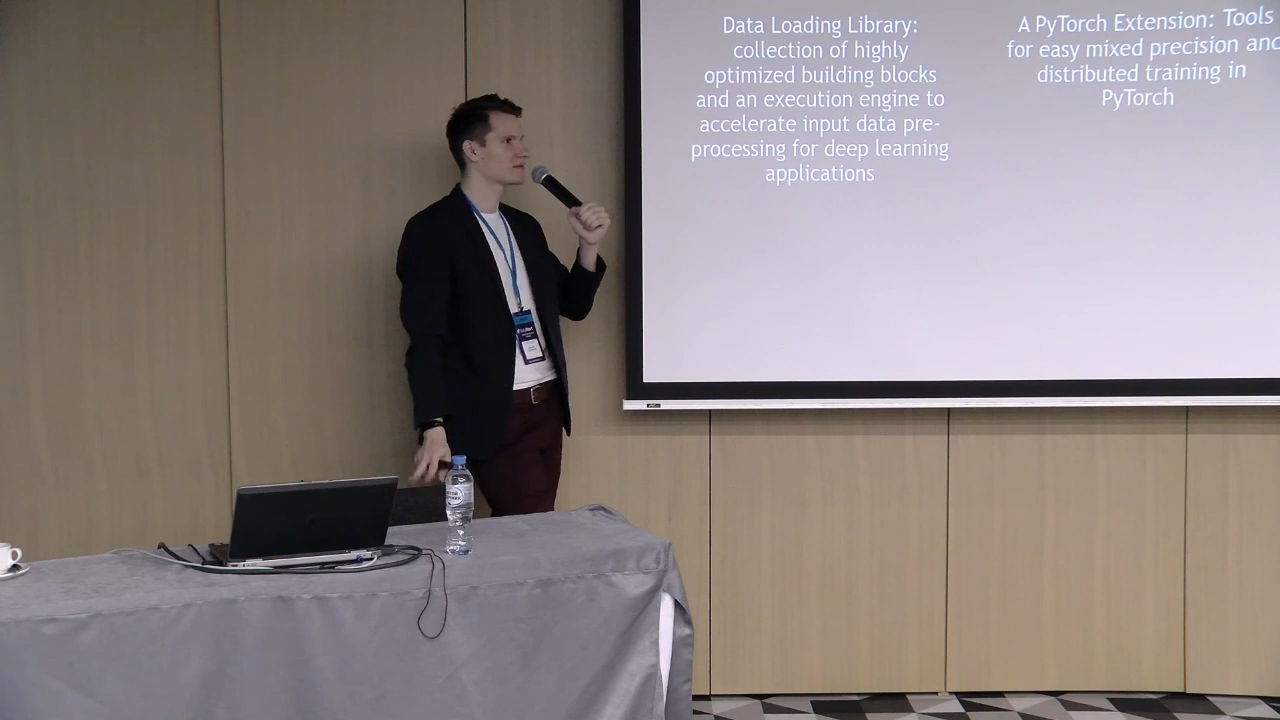 Data Loading Library:
collection of highly
optimized building blocks
and an execution engine to
accelerate input data pre-
processing for deep learning
applications
A PyTorch Extension: Tools
for easy mixed precision and
distributed training in
PyTorch